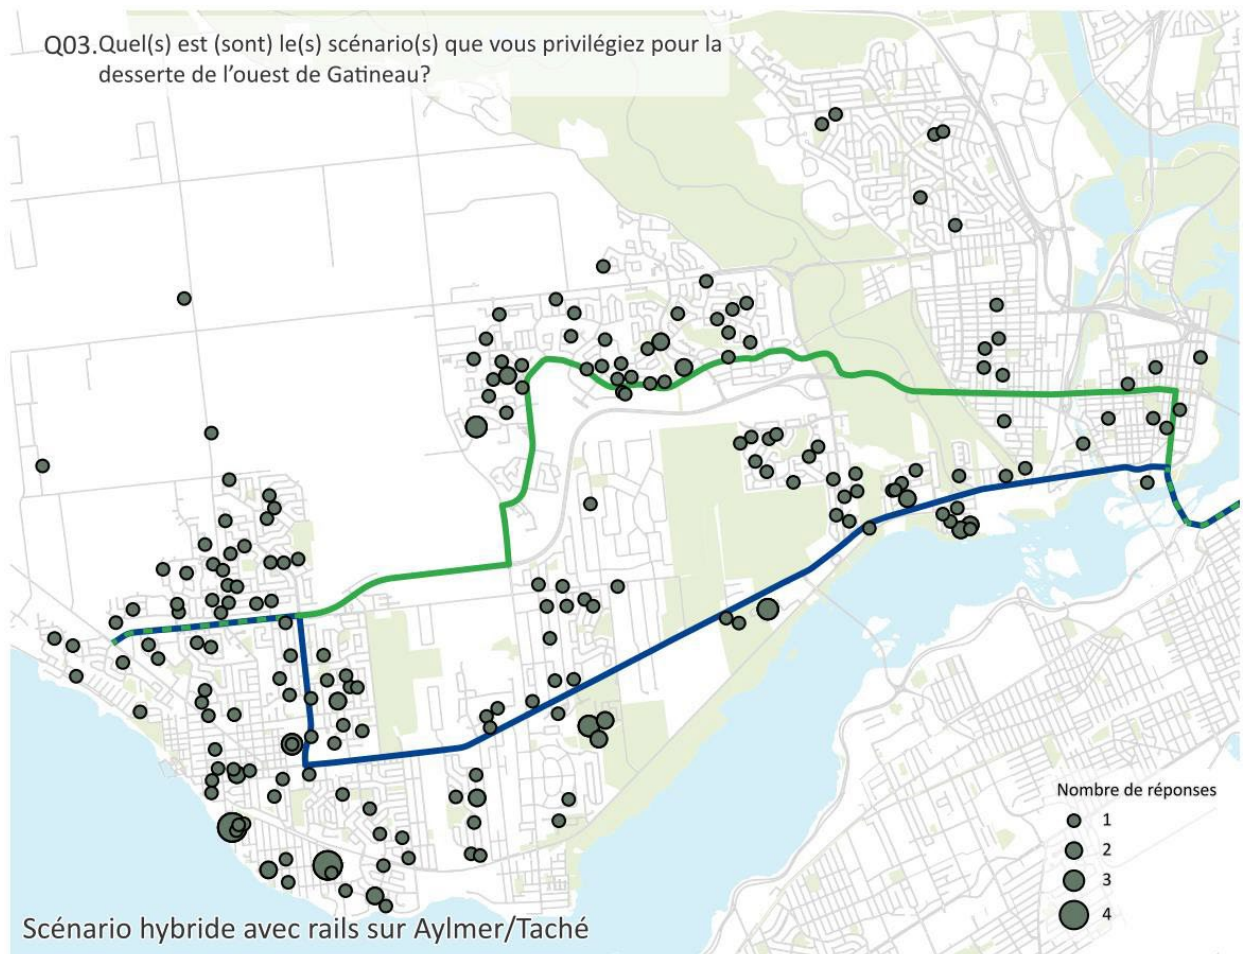 Q03.Quel(s) est (sont) le(s) scénario(s) que vous privilégiez pour la
desserte de l'ouest de Gatineau?
Nombre de réponses
1
2
3
4
Scénario hybride avec rails sur Aylmer/Taché